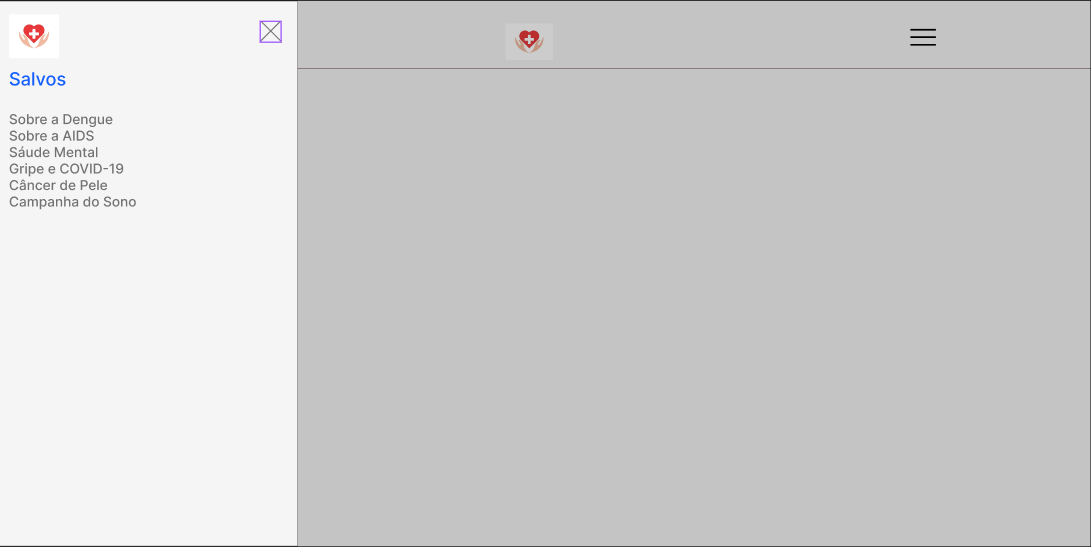 Salvos
Sobre a Dengue
Sobre a AIDS
Sáude Mental
Gripe e COVID-19
Câncer de Pele
Campanha do Sono